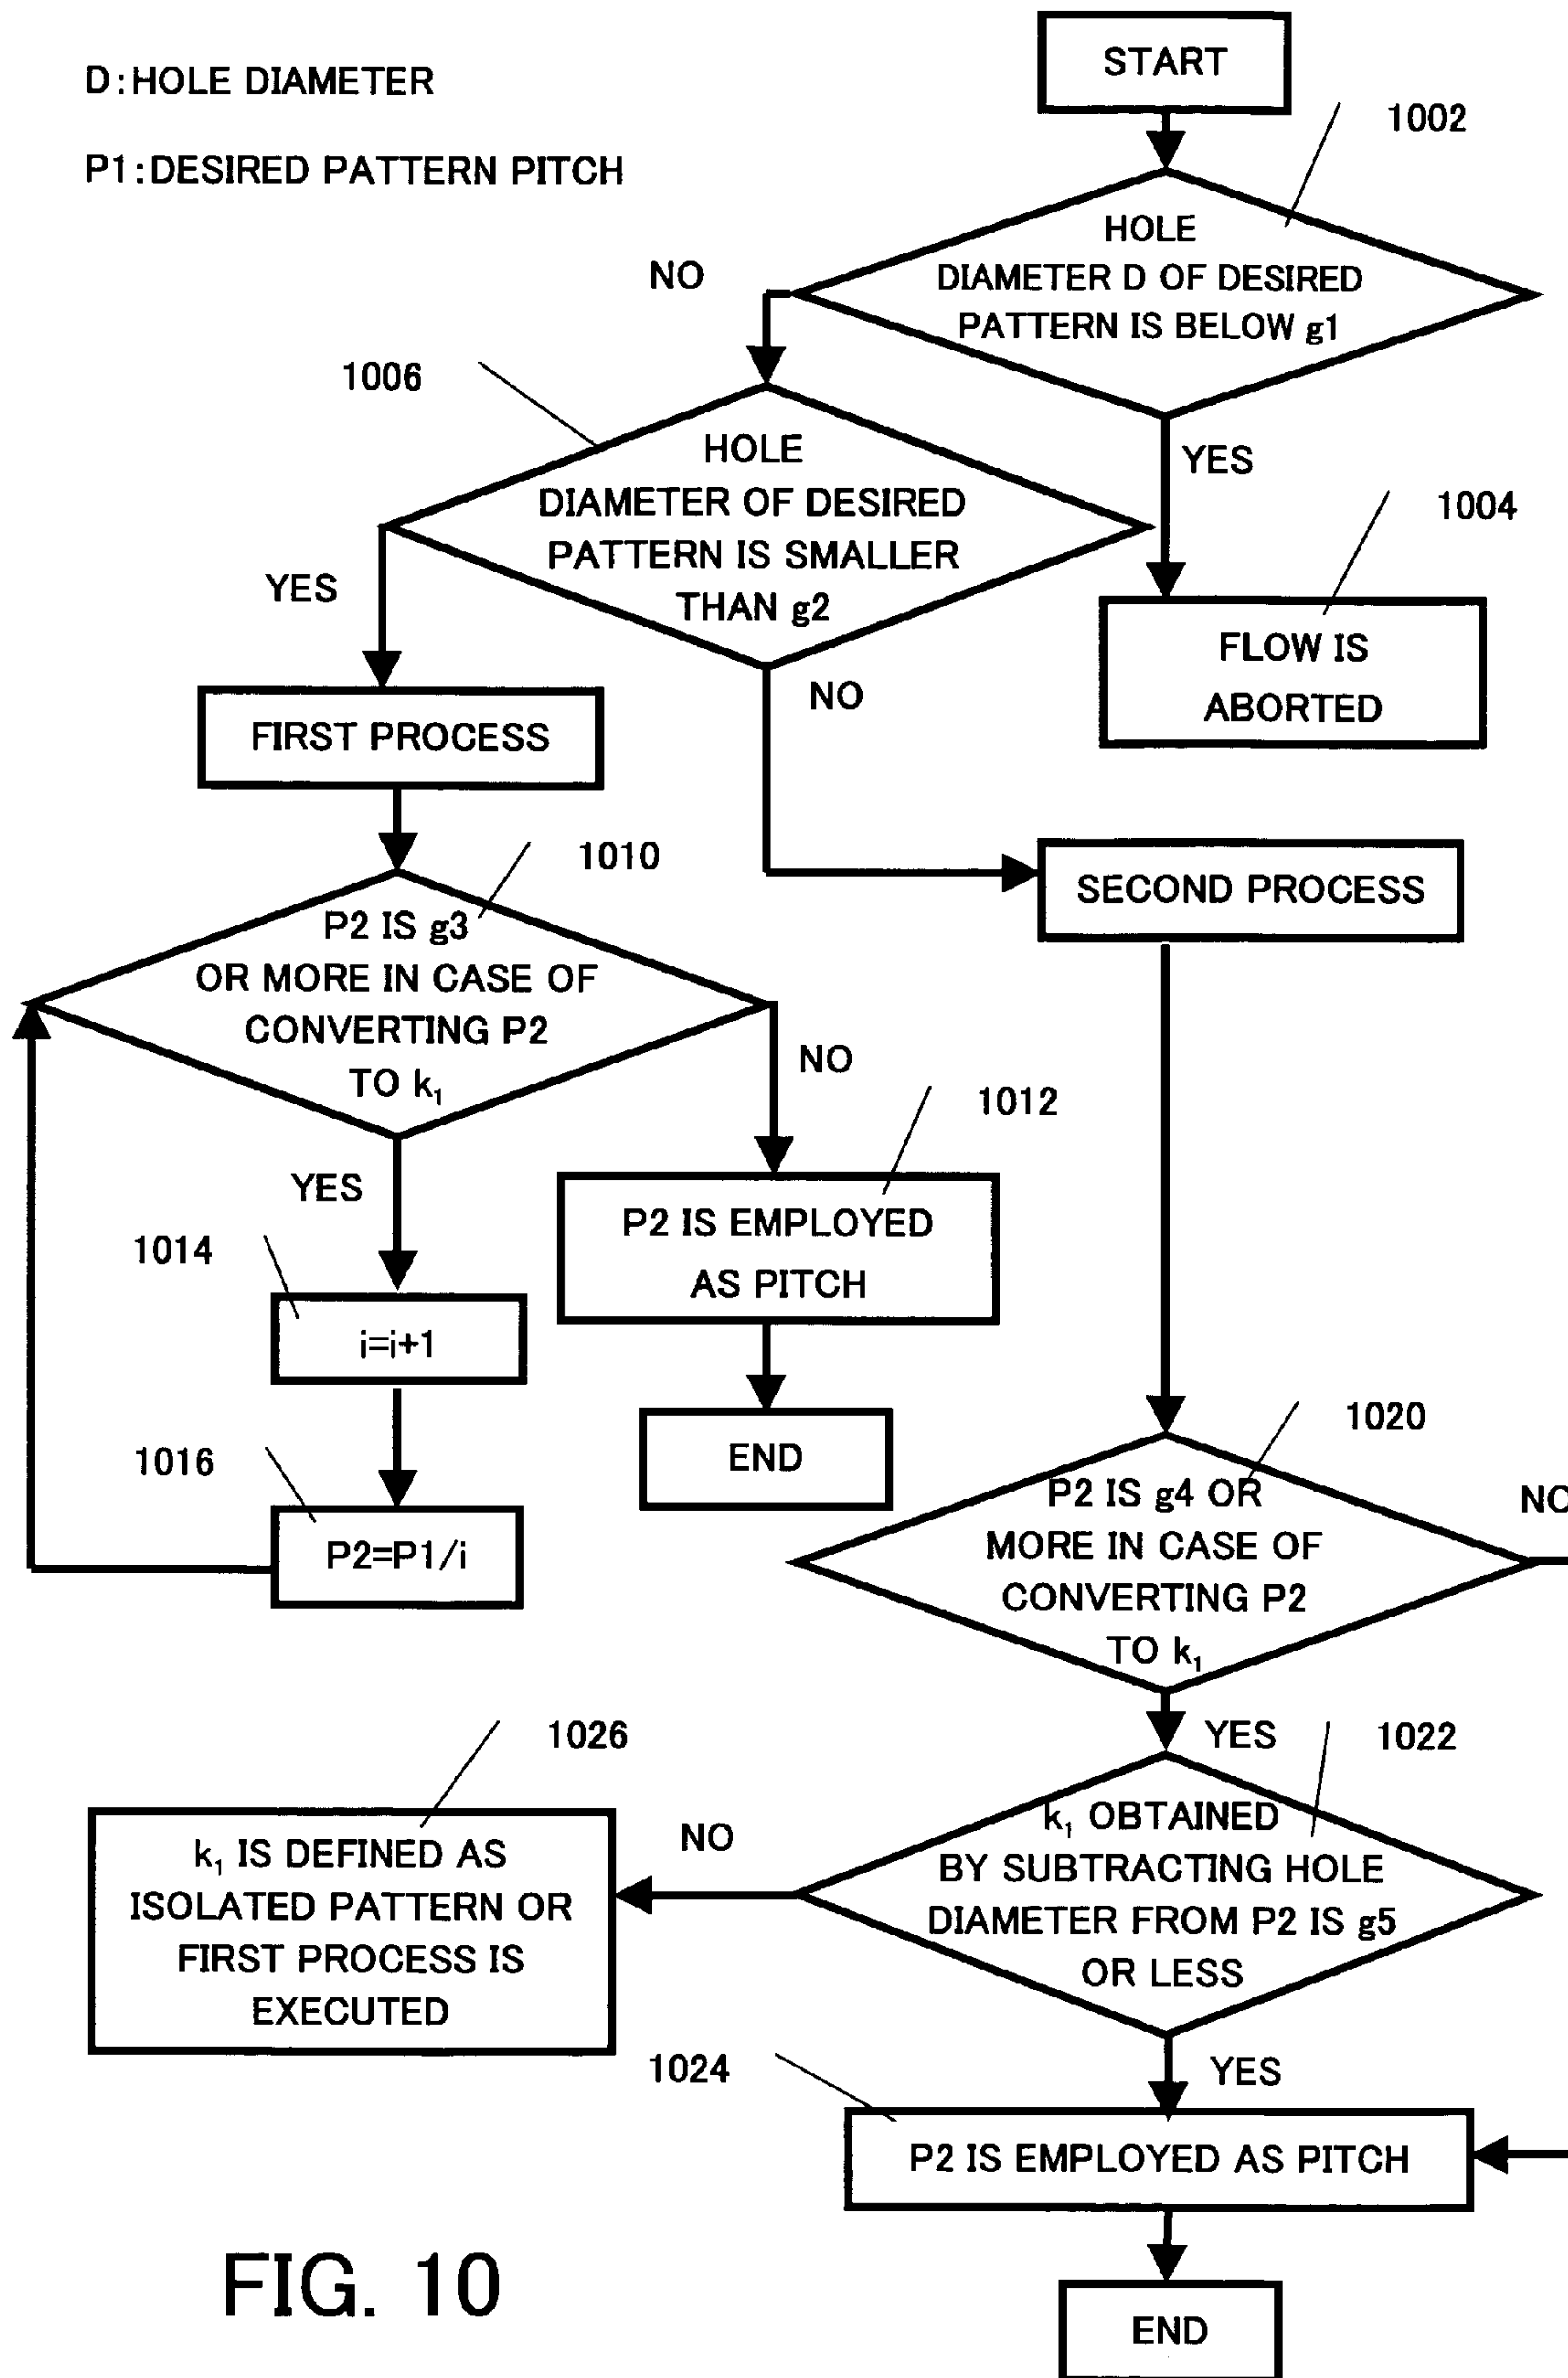 D:HOLE DIAMETER
P1:DESIRED PATTERN PITCH
START
1002
HOLE
DIAMETER D OF DESIRED
PATTERN IS BELOW g1
NO
YES
1004
FLOW IS
ABORTED
1006
HOLE
DIAMETER OF DESIRED
PATTERN IS SMALLER
THAN g2
YES
NO
FIRST PROCESS
SECOND PROCESS
1010
P2 IS g3
OR MORE IN CASE OF
CONVERTING P2
TO k₁
NO
YES
1012
P2 IS EMPLOYED
AS PITCH
END
1014
i=i+1
1016
P2=P1/i
1020
P2 IS g4 OR
MORE IN CASE OF
CONVERTING P2
TO k₁
NO
YES
1022
k₁ OBTAINED
BY SUBTRACTING HOLE
DIAMETER FROM P2 IS g5
OR LESS
NO
1026
k₁ IS DEFINED AS
ISOLATED PATTERN OR
FIRST PROCESS IS
EXECUTED
YES
1024
P2 IS EMPLOYED AS PITCH
END
FIG. 10